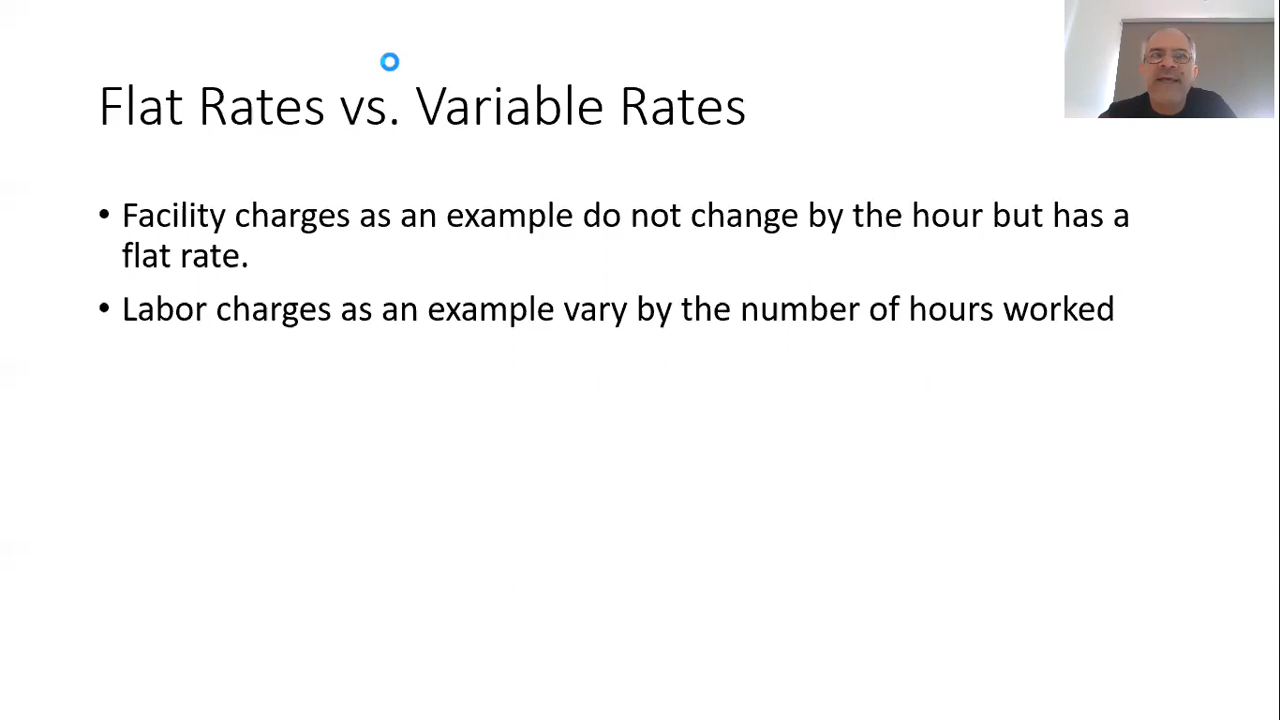 Flat Rates vs. Variable Rates
• Facility charges as an example do not change by the hour but has a
flat rate.
• Labor charges as an example vary by the number of hours worked